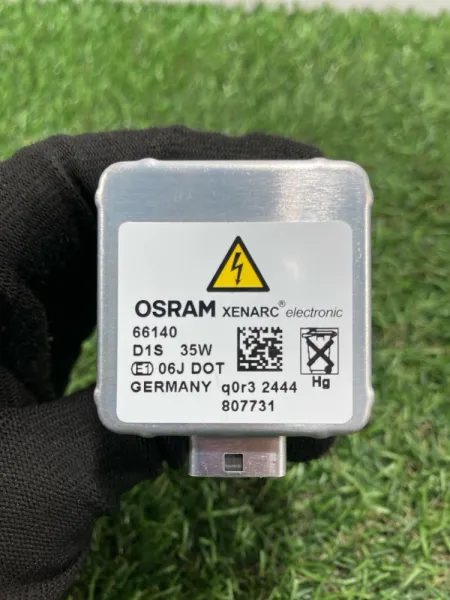 OSRAM XENARC® electronic
66140
D1S 35W
E1 06J DOT
Hg
GERMANY q0r3 2444
807731